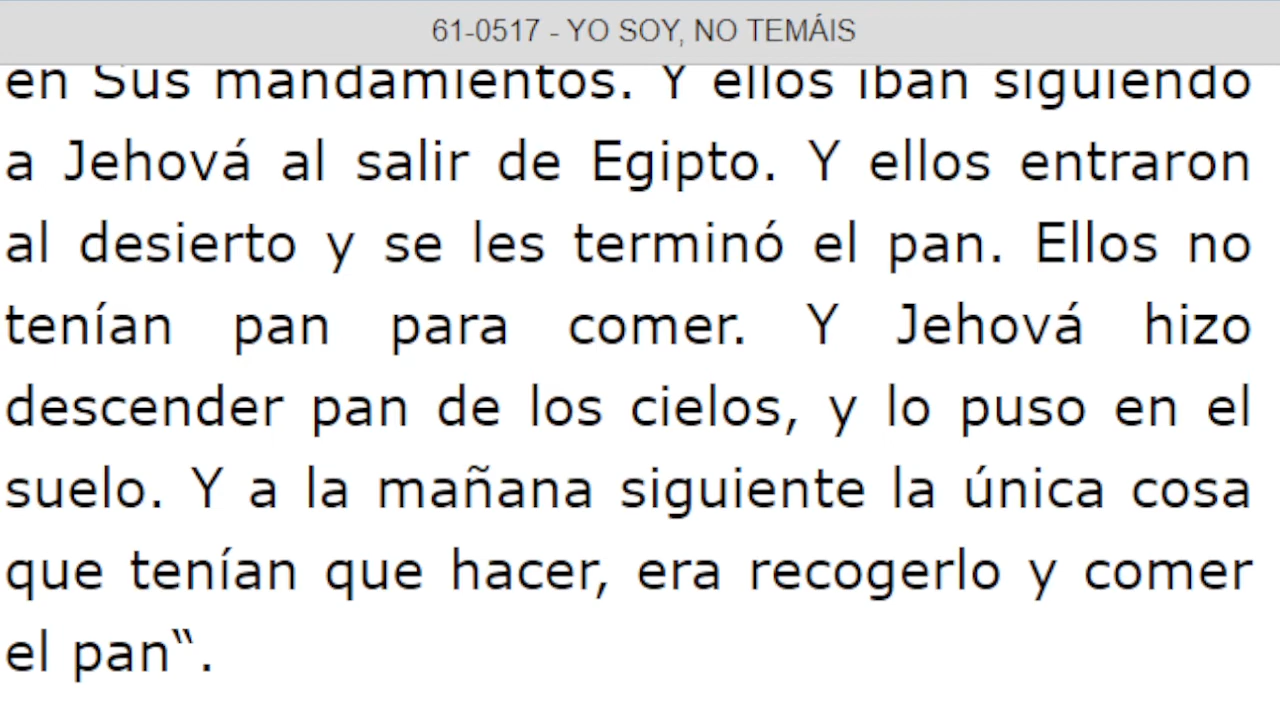 61-0517 - YO SOY, NO TEMÁIS
en Sus mandamientos. Y ellos iban siguiendo
a Jehová al salir de Egipto. Y ellos entraron
al desierto y se les terminó el pan. Ellos no
tenían pan para comer. Y Jehová hizo
descender pan de los cielos, y lo puso en el
suelo. Y a la mañana siguiente la única cosa
que tenían que hacer, era recogerlo y comer
el pan“.